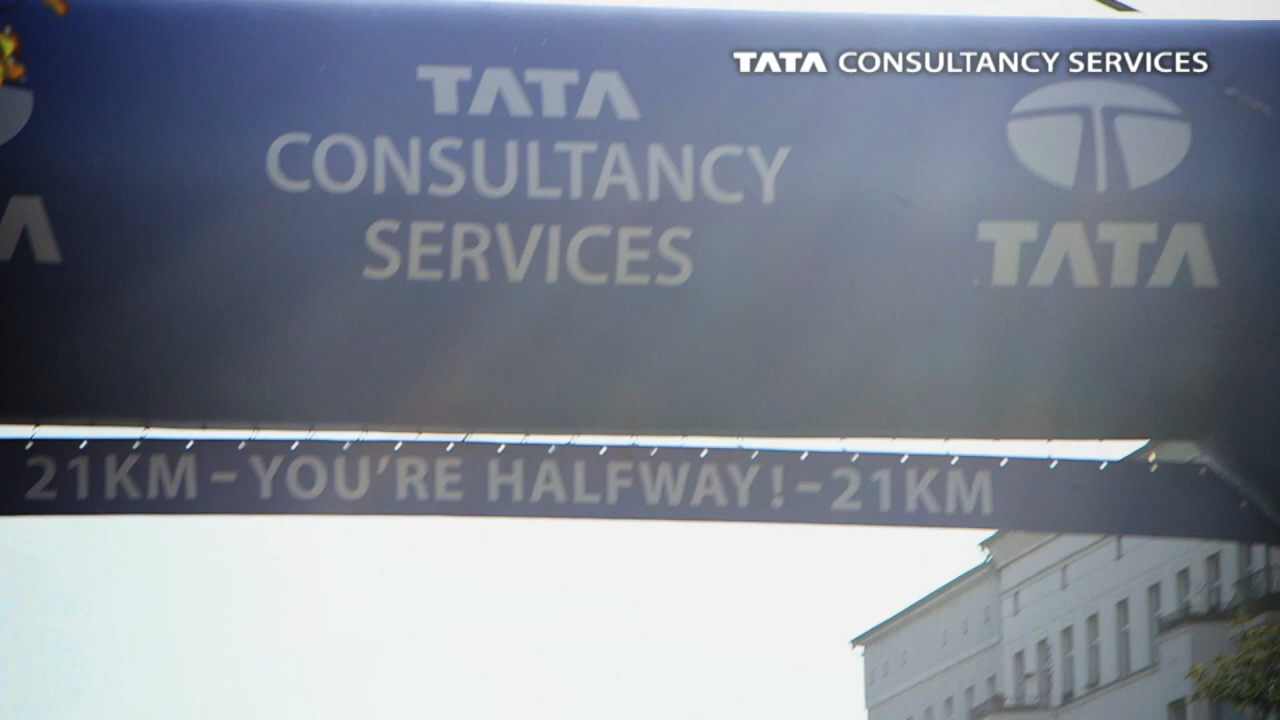 TATA CONSULTANCY SERVICES
TATA
CONSULTANCY
SERVICES
TATA
A
21KM – YOU'RE HALFWAY! – 21KM